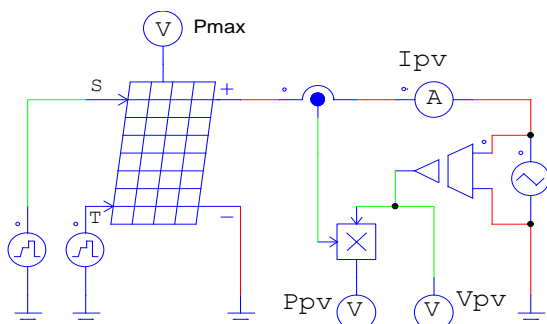 V Pmax
Ipv
S + A
T −
V V
Ppv Vpv